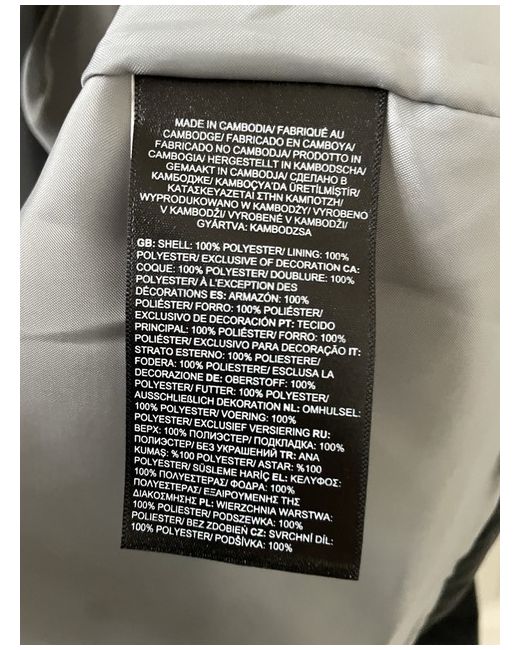 MADE IN CAMBODIA/ FABRIQUÉ AU
CAMBODGE/ FABRICADO EN CAMBOYA/
FABRICADO NO CAMBODJA/ PRODOTTO IN
CAMBOGIA/ HERGESTELLT IN KAMBODSCHA/
GEMAAKT IN CAMBODJA/ СДЕЛАНО В
КАМБОДЖЕ/ KAMBOÇYA'DA ÜRETİLMİŞTİR/
ΚΑΤΑΣΚΕΥΑΖΕΤΑΙ ΣΤΗΝ ΚΑΜΠΟΤΖΗ/
WYPRODUKOWANO W KAMBODŻY/ VYROBENO
V KAMBODŽI/ VYROBENÉ V KAMBODŽI/
GYÁRTVA: KAMBODZSA
GB: SHELL: 100% POLYESTER/ LINING: 100%
POLYESTER/ EXCLUSIVE OF DECORATION CA:
COQUE: 100% POLYESTER/ DOUBLURE: 100%
POLYESTER/ À L'EXCEPTION DES
DÉCORATIONS ES: ARMAZÓN: 100%
POLIÉSTER/ FORRO: 100% POLIÉSTER/
EXCLUSIVO DE DECORACIÓN PT: TECIDO
PRINCIPAL: 100% POLIÉSTER/ FORRO: 100%
POLIÉSTER/ EXCLUSIVO PARA DECORAÇÃO IT:
STRATO ESTERNO: 100% POLIESTERE/
FODERA: 100% POLIESTERE/ ESCLUSA LA
DECORAZIONE DE: OBERSTOFF: 100%
POLYESTER/ FUTTER: 100% POLYESTER/
AUSSCHLIEẞLICH DEKORATION NL: OMHULSEL:
100% POLYESTER/ VOERING: 100%
POLYESTER/ EXCLUSIEF VERSIERING RU:
ВЕРХ: 100% ПОЛИЭСТЕР/ ПОДКЛАДКА: 100%
ПОЛИЭСТЕР/ БЕЗ УКРАШЕНИЙ TR: ANA
KUMAŞ: %100 POLYESTER/ ASTAR: %100
POLYESTER/ SÜSLEME HARİÇ EL: ΚΕΛΥΦΟΣ:
100% ΠΟΛΥΕΣΤΕΡΑΣ/ ΦΟΔΡΑ: 100%
ΠΟΛΥΕΣΤΕΡΑΣ/ ΕΞΑΙΡΟΥΜΕΝΗΣ ΤΗΣ
ΔΙΑΚΟΣΜΗΣΗΣ PL: WIERZCHNIA WARSTWA:
100% POLIESTER/ PODSZEWKA: 100%
POLIESTER/ BEZ ZDOBIEŃ CZ: SVRCHNÍ DÍL:
100% POLYESTER/ PODŠÍVKA: 100%